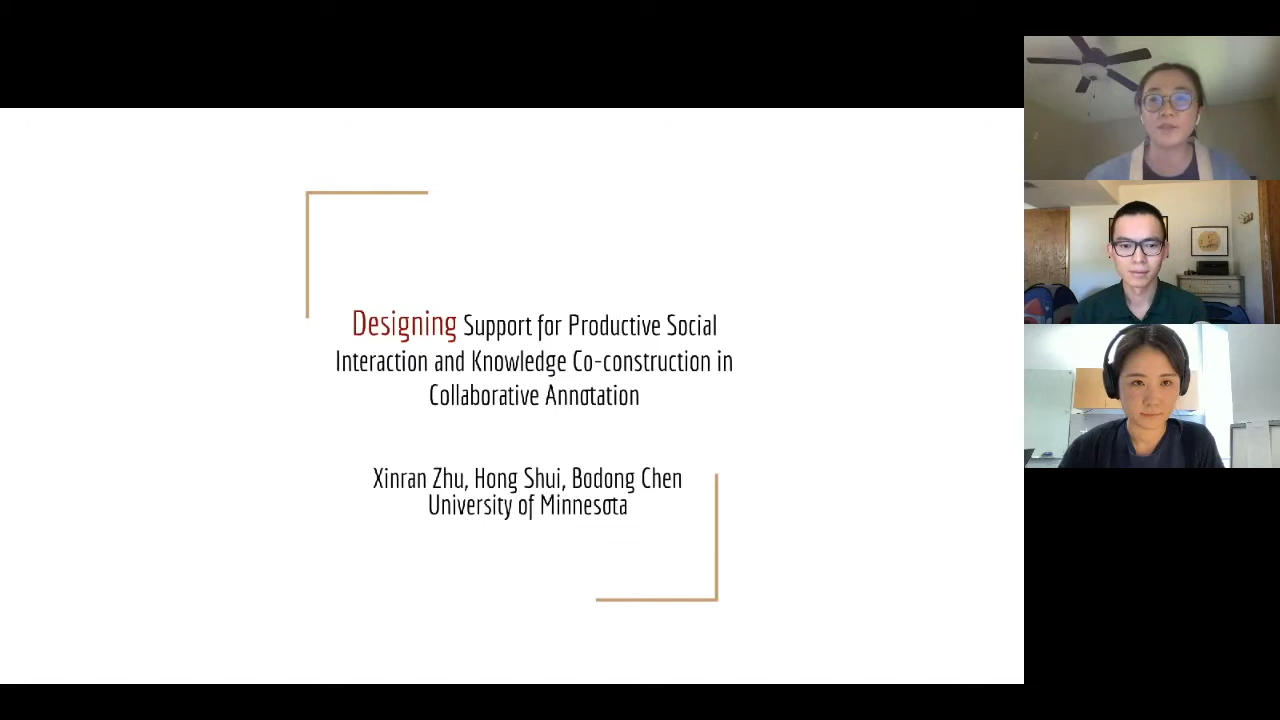 Designing Support for Productive Social
Interaction and Knowledge Co-construction in
Collaborative Annotation
Xinran Zhu, Hong Shui, Bodong Chen
University of Minnesota